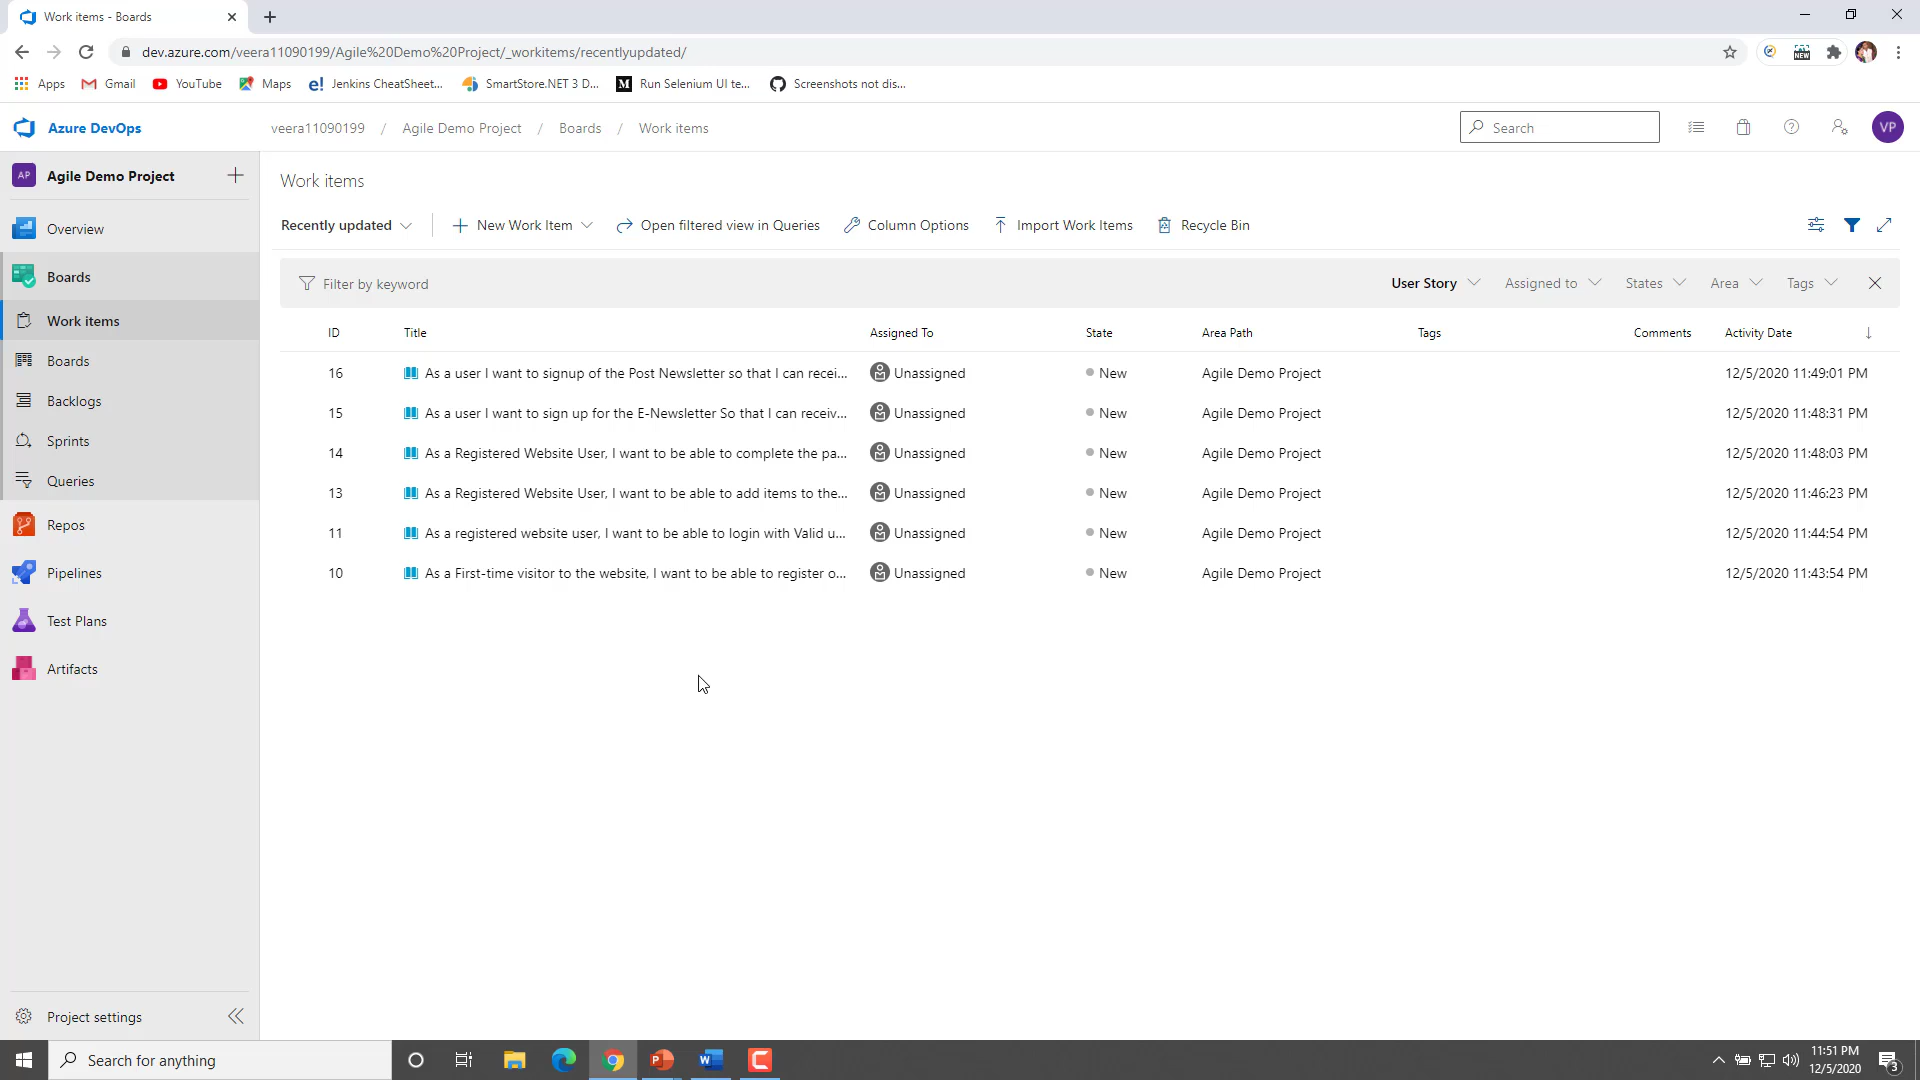 Work items - Boards
dev.azure.com/veera11090199/Agile%20Demo%20Project/_workitems/recentlyupdated/
NEW
Apps Gmail YouTube Maps e! Jenkins CheatSheet... SmartStore.NET 3 D... M Run Selenium UI te... Screenshots not dis...
Azure DevOps veera11090199 / Agile Demo Project / Boards / Work items Search VP
AP Agile Demo Project
Overview
Boards
Work items
Boards
Backlogs
Sprints
Queries
Repos
Pipelines
Test Plans
Artifacts
Project settings
Work items
Recently updated New Work Item Open filtered view in Queries Column Options Import Work Items Recycle Bin
Filter by keyword User Story Assigned to States Area Tags
ID Title Assigned To State Area Path Tags Comments Activity Date
16 As a user I want to signup of the Post Newsletter so that I can recei... Unassigned New Agile Demo Project 12/5/2020 11:49:01 PM
15 As a user I want to sign up for the E-Newsletter So that I can receiv... Unassigned New Agile Demo Project 12/5/2020 11:48:31 PM
14 As a Registered Website User, I want to be able to complete the pa... Unassigned New Agile Demo Project 12/5/2020 11:48:03 PM
13 As a Registered Website User, I want to be able to add items to the... Unassigned New Agile Demo Project 12/5/2020 11:46:23 PM
11 As a registered website user, I want to be able to login with Valid u... Unassigned New Agile Demo Project 12/5/2020 11:44:54 PM
10 As a First-time visitor to the website, I want to be able to register o... Unassigned New Agile Demo Project 12/5/2020 11:43:54 PM
Search for anything
11:51 PM
12/5/2020
3